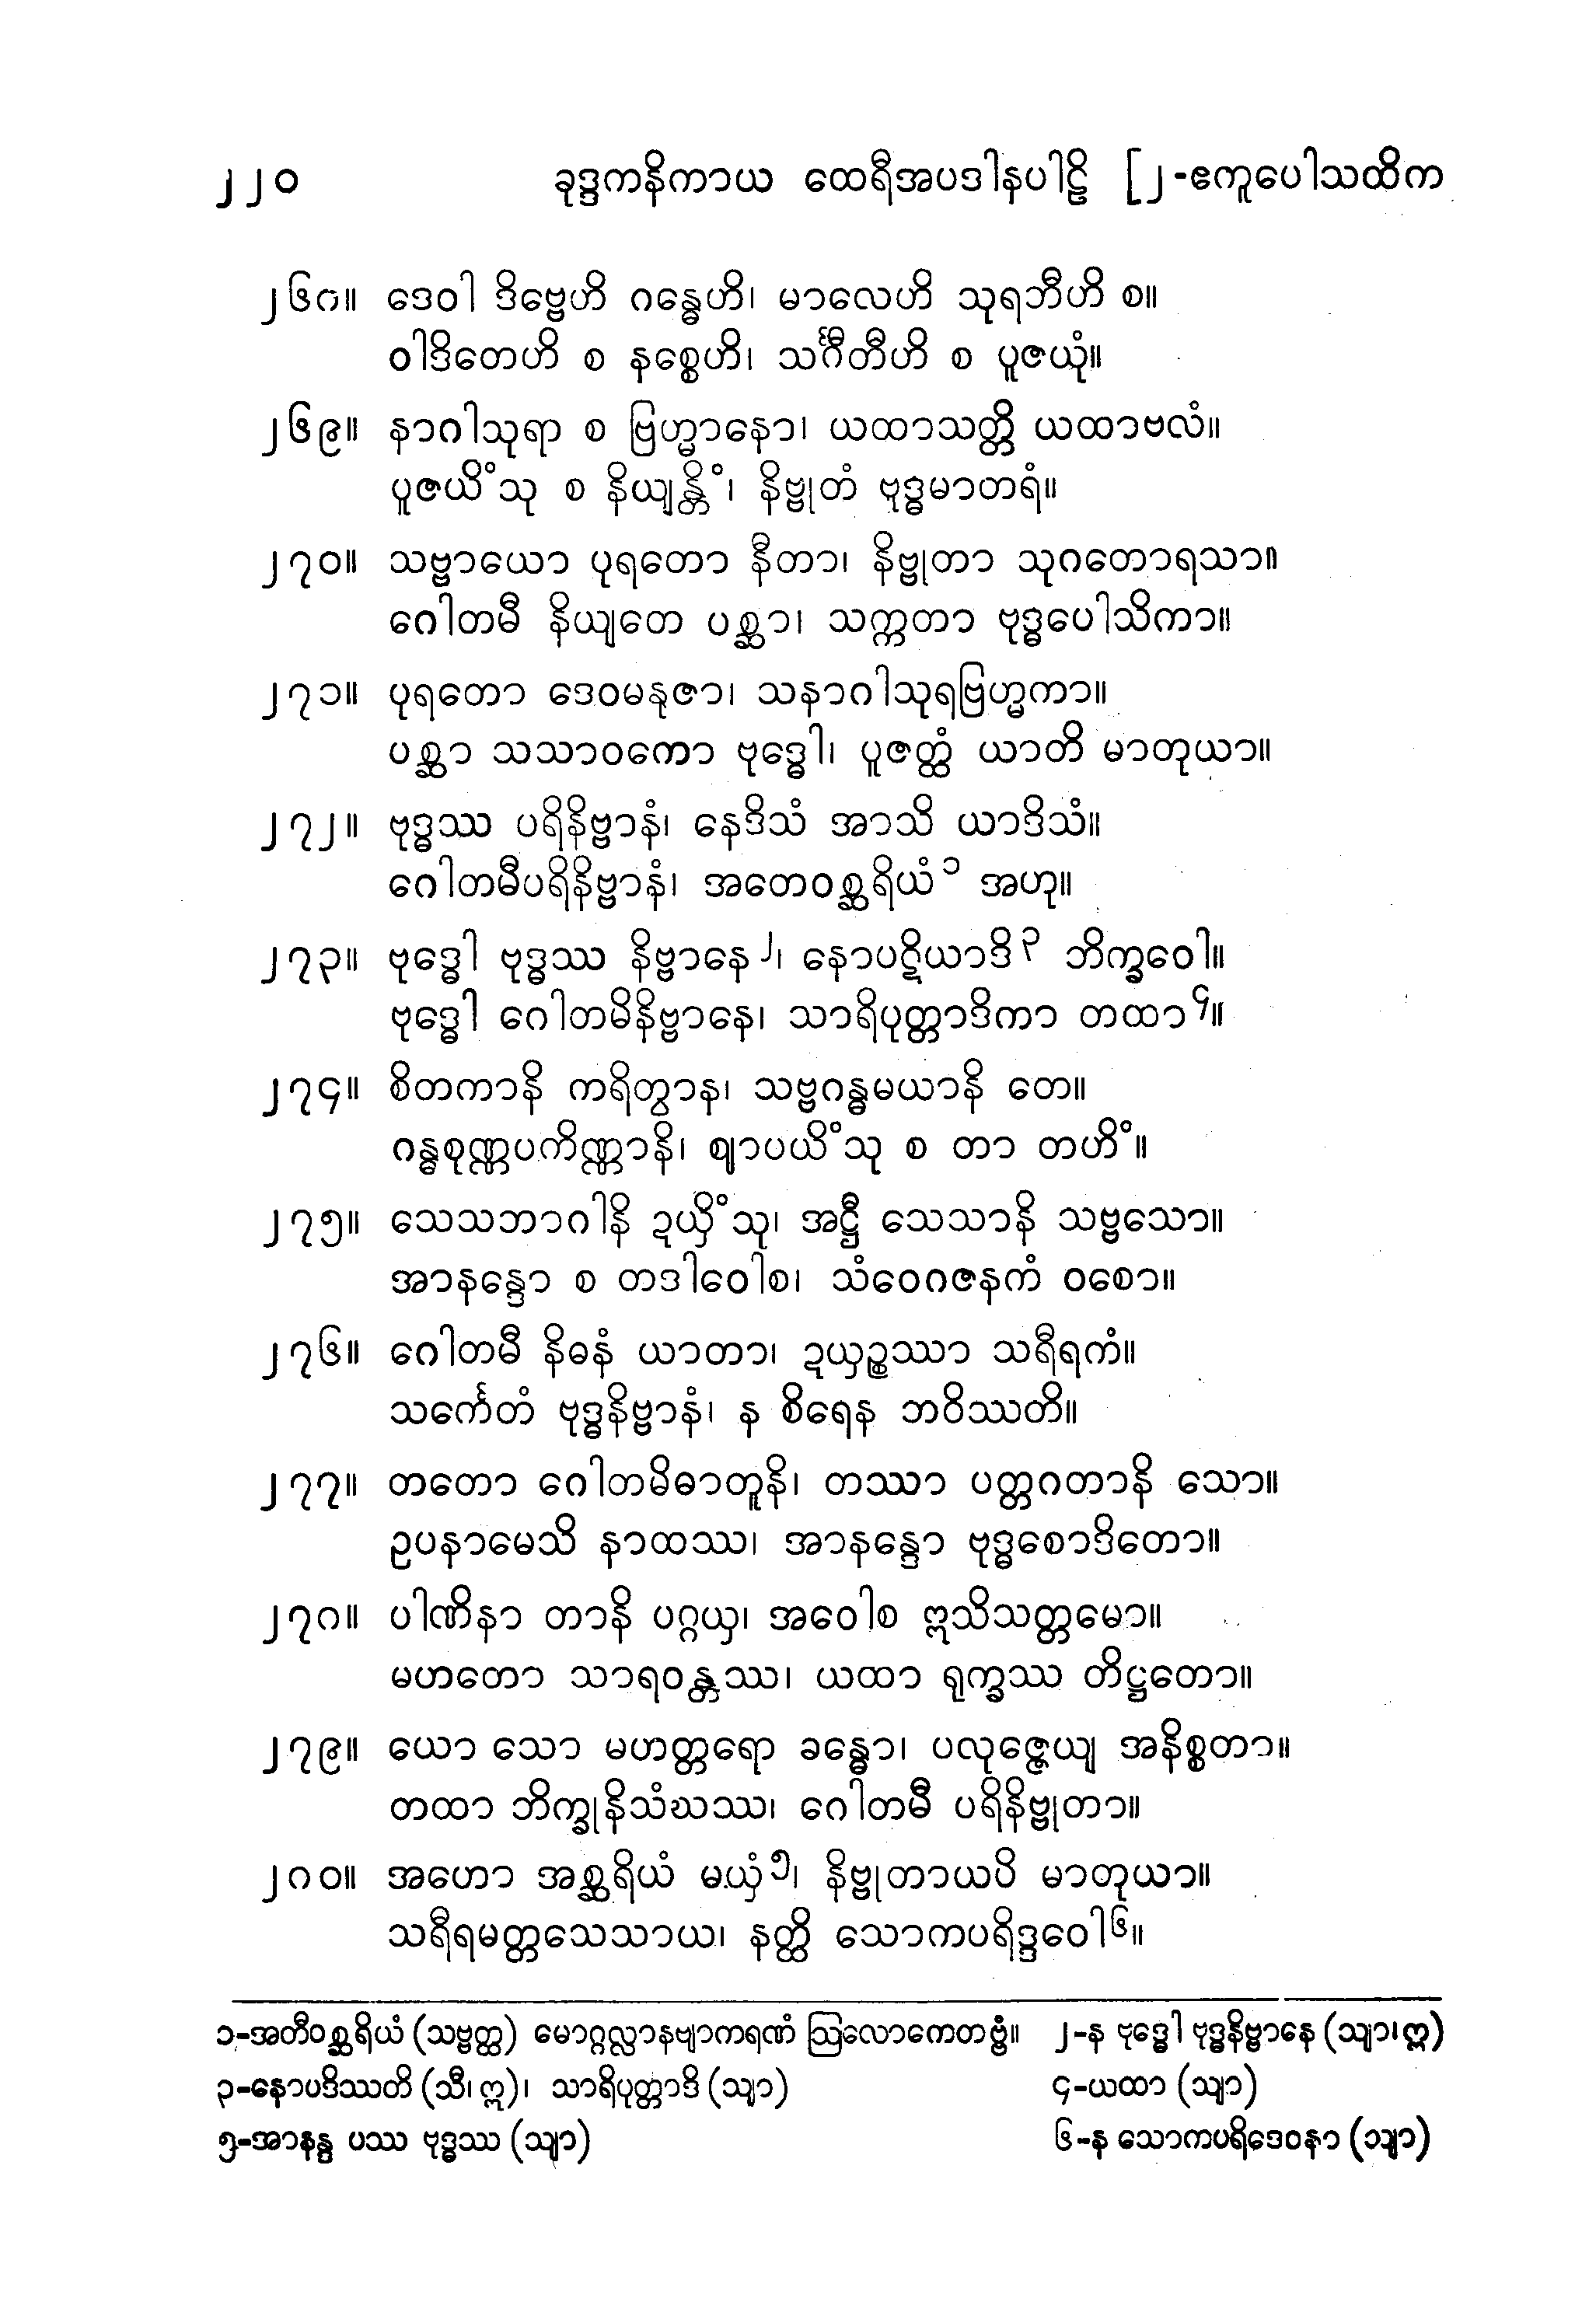 ၂၂၀ ခုဒ္ဒကနိကာယ ထေရီအပဒါနပါဠိ [၂-ဧကူပေါသထိက
၂၆၈။ ဒေဝါ ဒိဗ္ဗေဟိ ဂန္ဓေဟိ၊ မာလေဟိ သုရဘီဟိ စ။
ဝါဒိတေဟိ စ နစ္စေဟိ၊ သင်္ဂီတီဟိ စ ပူဇယုံ။
၂၆၉။ နာဂါသုရာ စ ဗြဟ္မာနော၊ ယထာသတ္တိ ယထာဗလံ။
ပူဇယိံသု စ နိယျန္တိံ၊ နိဗ္ဗုတံ ဗုဒ္ဓမာတရံ။
၂၇၀။ သဗ္ဗာယော ပုရတော နီတာ၊ နိဗ္ဗုတာ သုဂတောရသာ။
ဂေါတမီ နိယျတေ ပစ္ဆာ၊ သက္ကတာ ဗုဒ္ဓပေါသိကာ။
၂၇၁။ ပုရတော ဒေဝမနုဇာ၊ သနာဂါသုရဗြဟ္မကာ။
ပစ္ဆာ သသာဝကော ဗုဒ္ဓေါ၊ ပူဇတ္ထံ ယာတိ မာတုယာ။
၂၇၂။ ဗုဒ္ဓဿ ပရိနိဗ္ဗာနံ၊ နေဒိသံ အာသိ ယာဒိသံ။
ဂေါတမီပရိနိဗ္ဗာနံ၊ အတေဝစ္ဆရိယံ၁ အဟု။
၂၇၃။ ဗုဒ္ဓေါ ဗုဒ္ဓဿ နိဗ္ဗာနေ၂၊ နောပဋိယာဒိ၃ ဘိက္ခဝေါ။
ဗုဒ္ဓေါ ဂေါတမိနိဗ္ဗာနေ၊ သာရိပုတ္တာဒိကာ တထာ၄။
၂၇၄။ စိတကာနိ ကရိတွာန၊ သဗ္ဗဂန္ဓမယာနိ တေ။
ဂန္ဓစုဏ္ဏပကိဏ္ဏာနိ၊ ဈာပယိံသု စ တာ တဟိံ။
၂၇၅။ သေသဘာဂါနိ ဍယှိံသု၊ အဋ္ဌီ သေသာနိ သဗ္ဗသော။
အာနန္ဒော စ တဒါဝေါစ၊ သံဝေဂဇနကံ ဝစော။
၂၇၆။ ဂေါတမီ နိဓနံ ယာတာ၊ ဍယှဉ္စဿာ သရီရကံ။
သင်္ကေတံ ဗုဒ္ဓနိဗ္ဗာနံ၊ န စိရေန ဘဝိဿတိ။
၂၇၇။ တတော ဂေါတမိဓာတူနိ၊ တဿာ ပတ္တဂတာနိ သော။
ဥပနာမေသိ နာထဿ၊ အာနန္ဒော ဗုဒ္ဓစောဒိတော။
၂၇၈။ ပါဏိနာ တာနိ ပဂ္ဂယှ၊ အဝေါစ ဣသိသတ္တမော။
မဟတော သာရဝန္တဿ၊ ယထာ ရုက္ခဿ တိဋ္ဌတော။
၂၇၉။ ယော သော မဟတ္တရော ခန္ဓော၊ ပလုဇ္ဇေယျ အနိစ္စတာ။
တထာ ဘိက္ခုနိသံဃဿ၊ ဂေါတမီ ပရိနိဗ္ဗုတာ။
၂၈၀။ အဟော အစ္ဆရိယံ မယှံ၅၊ နိဗ္ဗုတာယပိ မာတုယာ။
သရီရမတ္တသေသာယ၊ နတ္ထိ သောကပရိဒ္ဒဝေါ၆။
၁-အတီဝစ္ဆရိယံ (သဗ္ဗတ္ထ) မောဂ္ဂလ္လာနဗျာကရဏံ ဩလောကေတဗ္ဗံ။ ၂-န ဗုဒ္ဓေါ ဗုဒ္ဓနိဗ္ဗာနေ (သျာ၊ဣ)
၃-နောပဒိဿတိ (သီ၊ဣ)၊ သာရိပုတ္တာဒိ (သျာ) ၄-ယထာ (သျာ)
၅-အာနန္ဒ ပဿ ဗုဒ္ဓဿ (သျာ) ၆-န သောကပရိဒေဝနာ (သျာ)